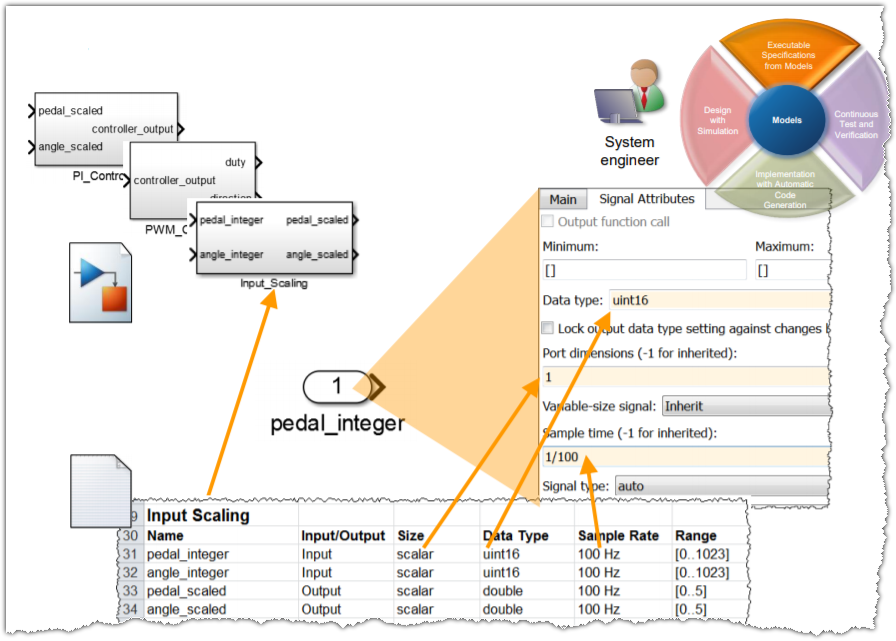 Executable
Specifications
from Models
Design
with
Simulation
Models
Continuous
Test and
Verification
Implementation
with Automatic
Code
Generation
System
engineer
pedal_scaled
controller_output
angle_scaled
PI_Contro
duty
controller_output
direction
PWM_C
pedal_integer pedal_scaled
angle_integer angle_scaled
Input_Scaling
Main Signal Attributes
Output function call
Minimum: Maximum:
[] []
Data type: uint16
Lock output data type setting against changes
Port dimensions (-1 for inherited):
1
Variable-size signal: Inherit
Sample time (-1 for inherited):
1/100
Signal type: auto
1
pedal_integer
9 Input Scaling
30 Name Input/Output Size Data Type Sample Rate Range
31 pedal_integer Input scalar uint16 100 Hz [0..1023]
32 angle_integer Input scalar uint16 100 Hz [0..1023]
33 pedal_scaled Output scalar double 100 Hz [0..5]
34 angle_scaled Output scalar double 100 Hz [0..5]